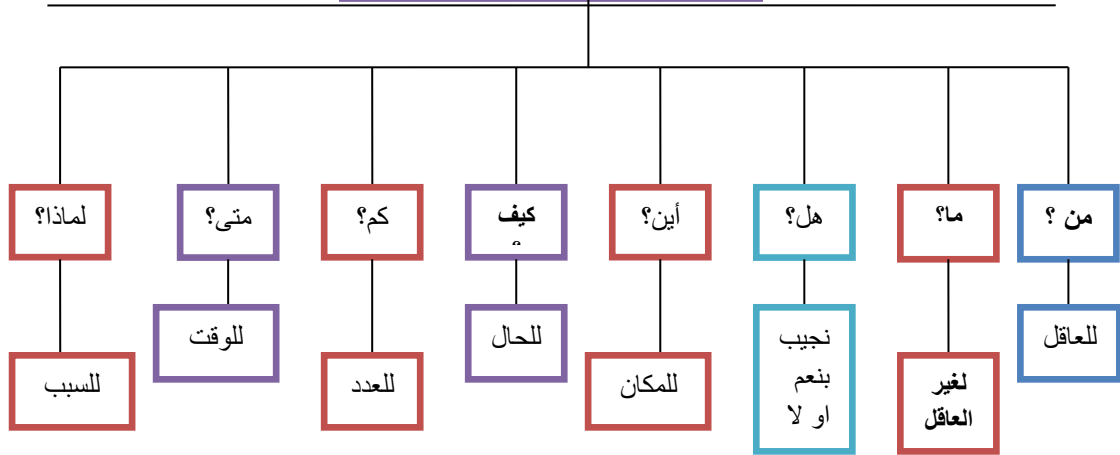 من ؟
ما؟
هل؟
أين؟
كيف
؟
كم؟
متى؟
لماذا؟
للعاقل
لغير
العاقل
نجيب
بنعم
او لا
للمكان
للحال
للعدد
للوقت
للسبب